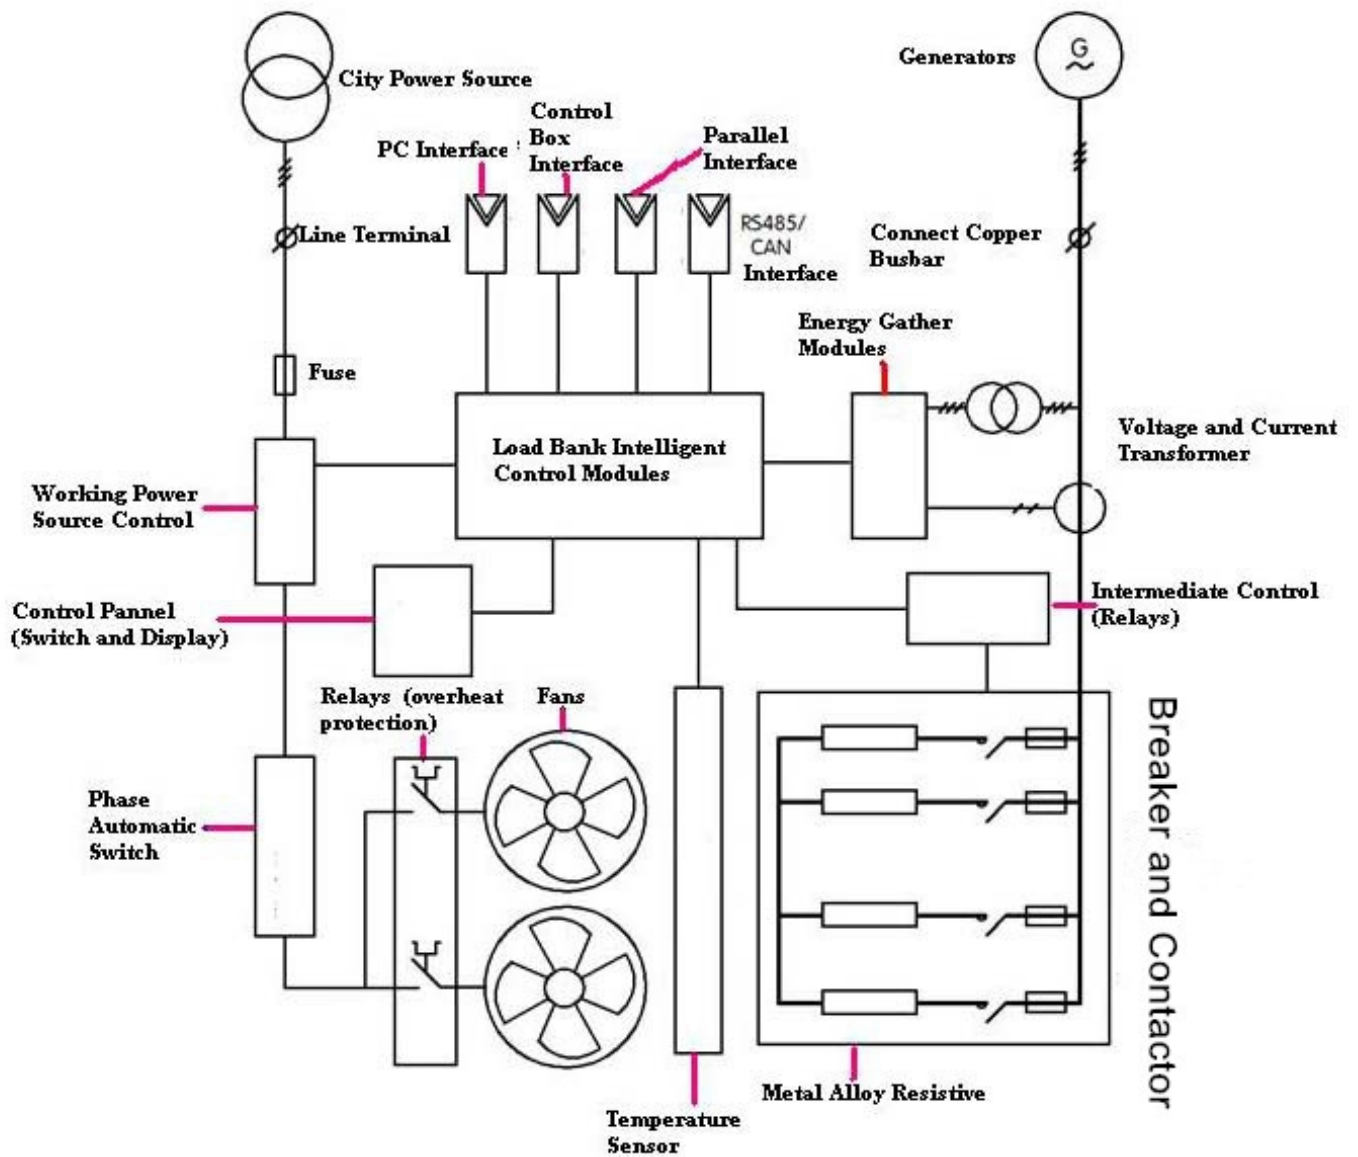 City Power Source
Generators
G
Control
Box
Interface
PC Interface
Parallel
Interface
Line Terminal
RS485/
CAN
Interface
Connect Copper
Busbar
Energy Gather
Modules
Fuse
Load Bank Intelligent
Control Modules
Voltage and Current
Transformer
Working Power
Source Control
Control Pannel
(Switch and Display)
Intermediate Control
(Relays)
Relays (overheat
protection)
Fans
Phase
Automatic
Switch
Breaker and Contactor
Metal Alloy Resistive
Temperature
Sensor